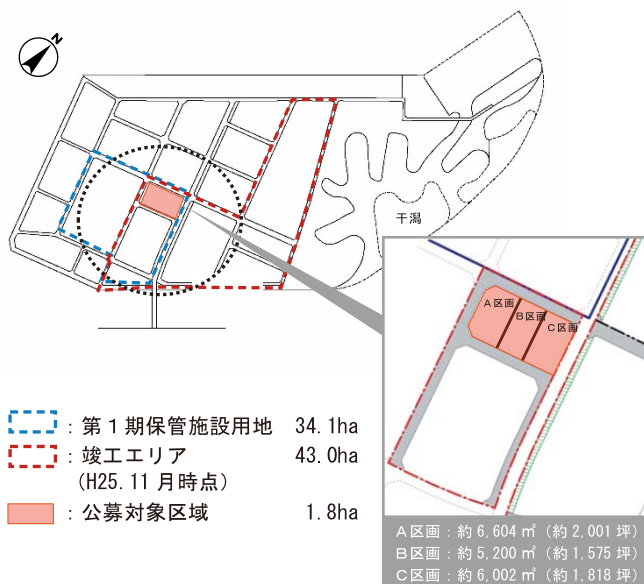 N
干潟
A区画
B区画
C区画
：第１期保管施設用地 34.1ha
：竣工エリア 43.0ha
(H25.11 月時点)
：公募対象区域 1.8ha
A区画：約 6,604 ㎡（約 2,001 坪）
B区画：約 5,200 ㎡（約 1,575 坪）
C区画：約 6,002 ㎡（約 1,818 坪）